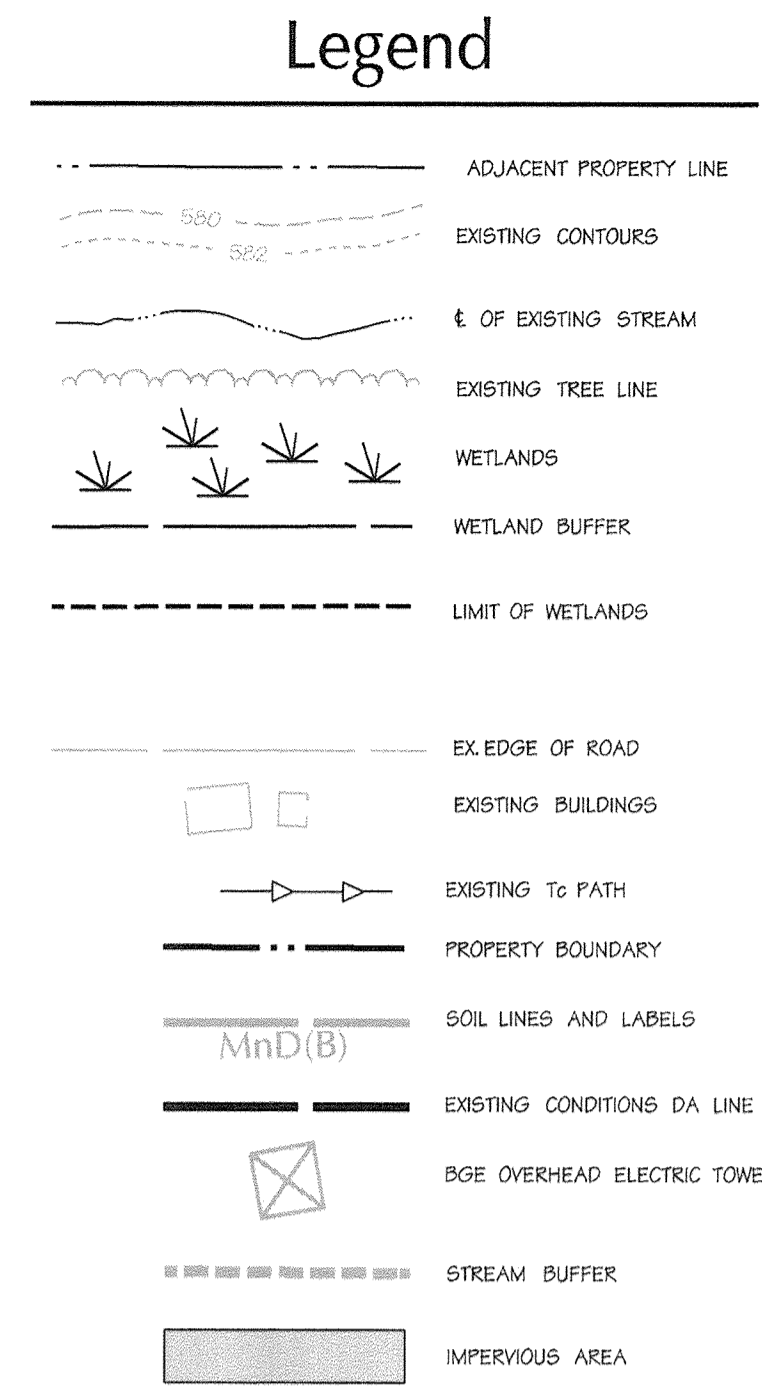 Legend
ADJACENT PROPERTY LINE
580
582
EXISTING CONTOURS
℄ OF EXISTING STREAM
EXISTING TREE LINE
WETLANDS
WETLAND BUFFER
LIMIT OF WETLANDS
EX. EDGE OF ROAD
EXISTING BUILDINGS
EXISTING Tc PATH
PROPERTY BOUNDARY
SOIL LINES AND LABELS
MnD(B)
EXISTING CONDITIONS DA LINE
BGE OVERHEAD ELECTRIC TOWE
STREAM BUFFER
IMPERVIOUS AREA